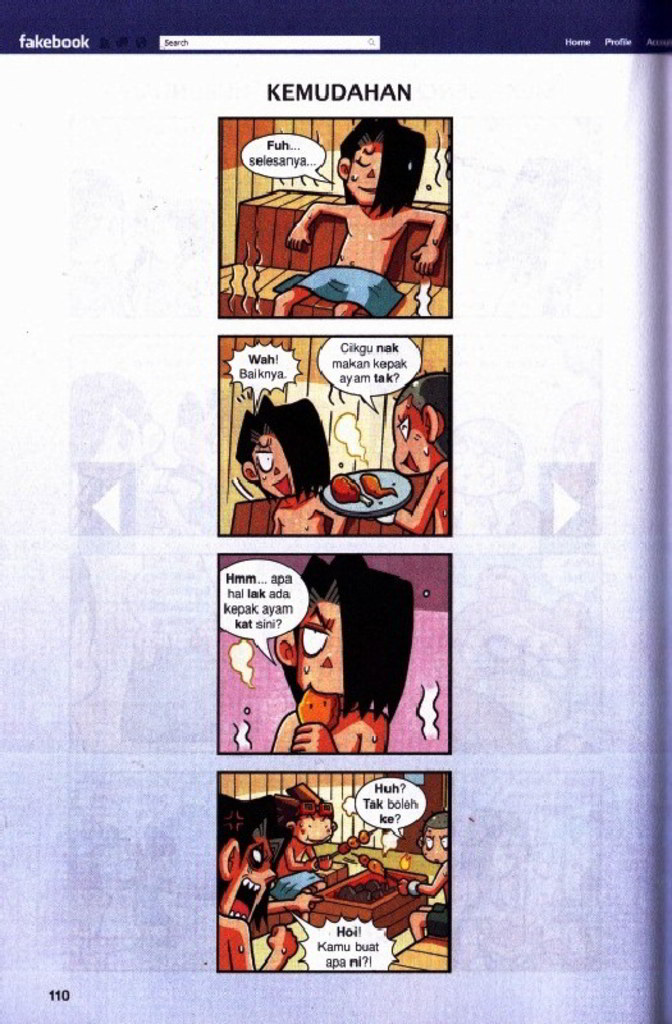 fakebook
Search
Home Profile
KEMUDAHAN
Fuh...
selesanya...
Wah!
Baiknya.
Cikgu nak
makan kepak
ayam tak?
Hmm... apa
hal lak ada
kepak ayam
kat sini?
Huh?
Tak boleh
ke?
Hoi!
Kamu buat
apa ni?!
110